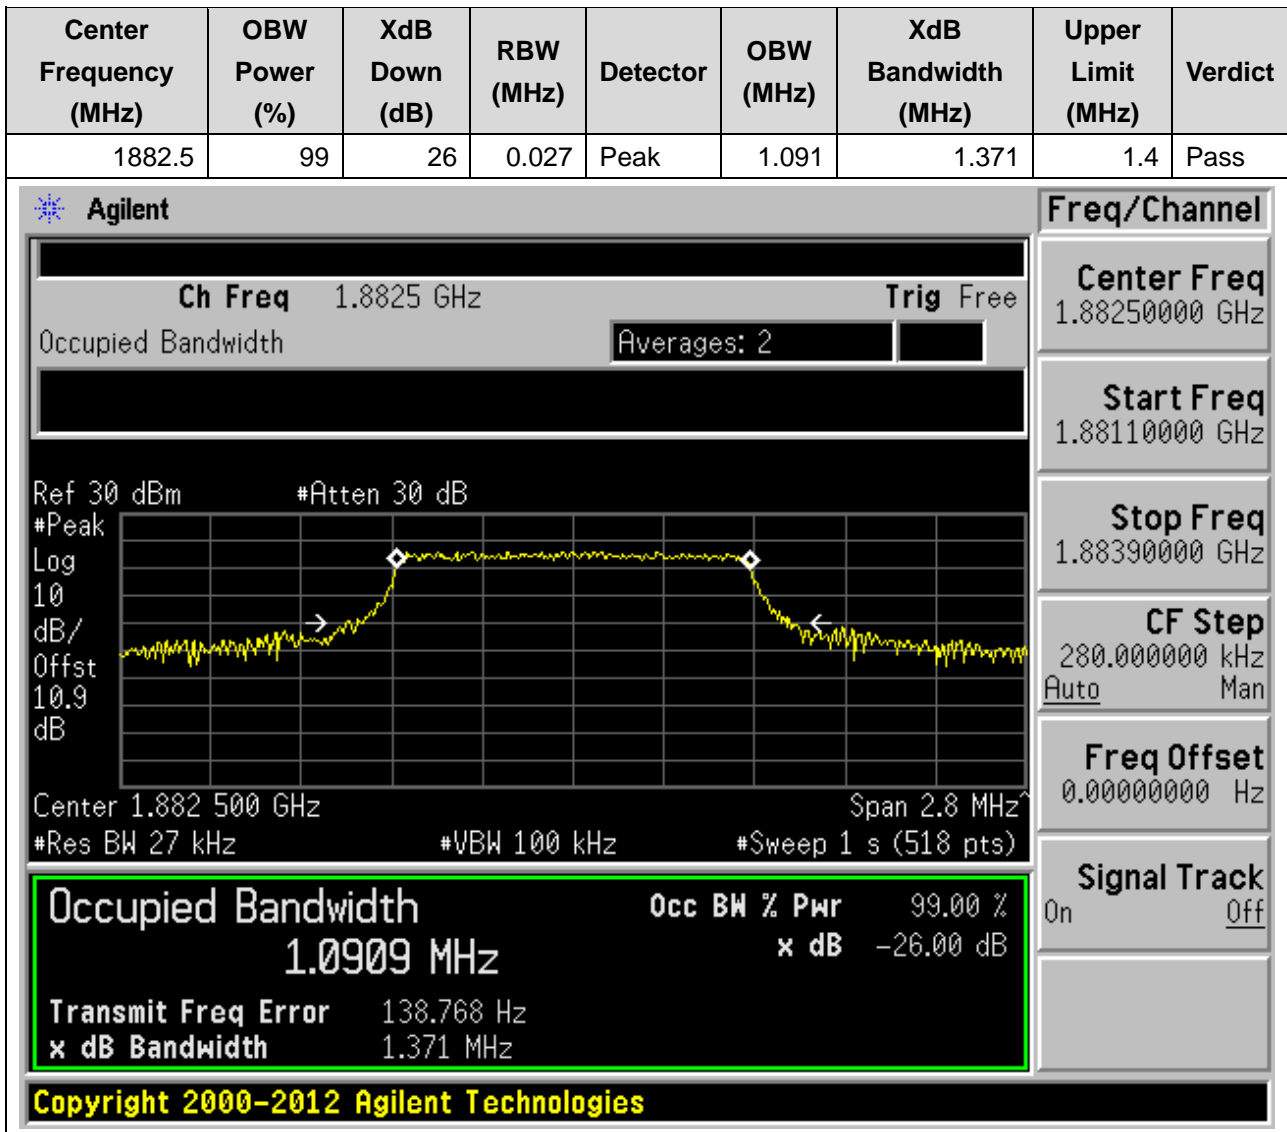 Center Frequency (MHz) OBW Power (%) XdB Down (dB) RBW (MHz) Detector OBW (MHz) XdB Bandwidth (MHz) Upper Limit (MHz) Verdict
1882.5 99 26 0.027 Peak 1.091 1.371 1.4 Pass
Agilent
Freq/Channel
Ch Freq 1.8825 GHz Trig Free
Occupied Bandwidth Averages: 2
Center Freq
1.88250000 GHz
Start Freq
1.88110000 GHz
Stop Freq
1.88390000 GHz
CF Step
280.000000 kHz
Auto Man
Freq Offset
0.00000000 Hz
Signal Track
On Off
Ref 30 dBm #Atten 30 dB
#Peak
Log
10
dB/
Offst
10.9
dB
Center 1.882 500 GHz Span 2.8 MHz^
#Res BW 27 kHz #VBW 100 kHz #Sweep 1 s (518 pts)
Occupied Bandwidth Occ BW % Pwr 99.00 %
1.0909 MHz x dB -26.00 dB
Transmit Freq Error 138.768 Hz
x dB Bandwidth 1.371 MHz
Copyright 2000-2012 Agilent Technologies